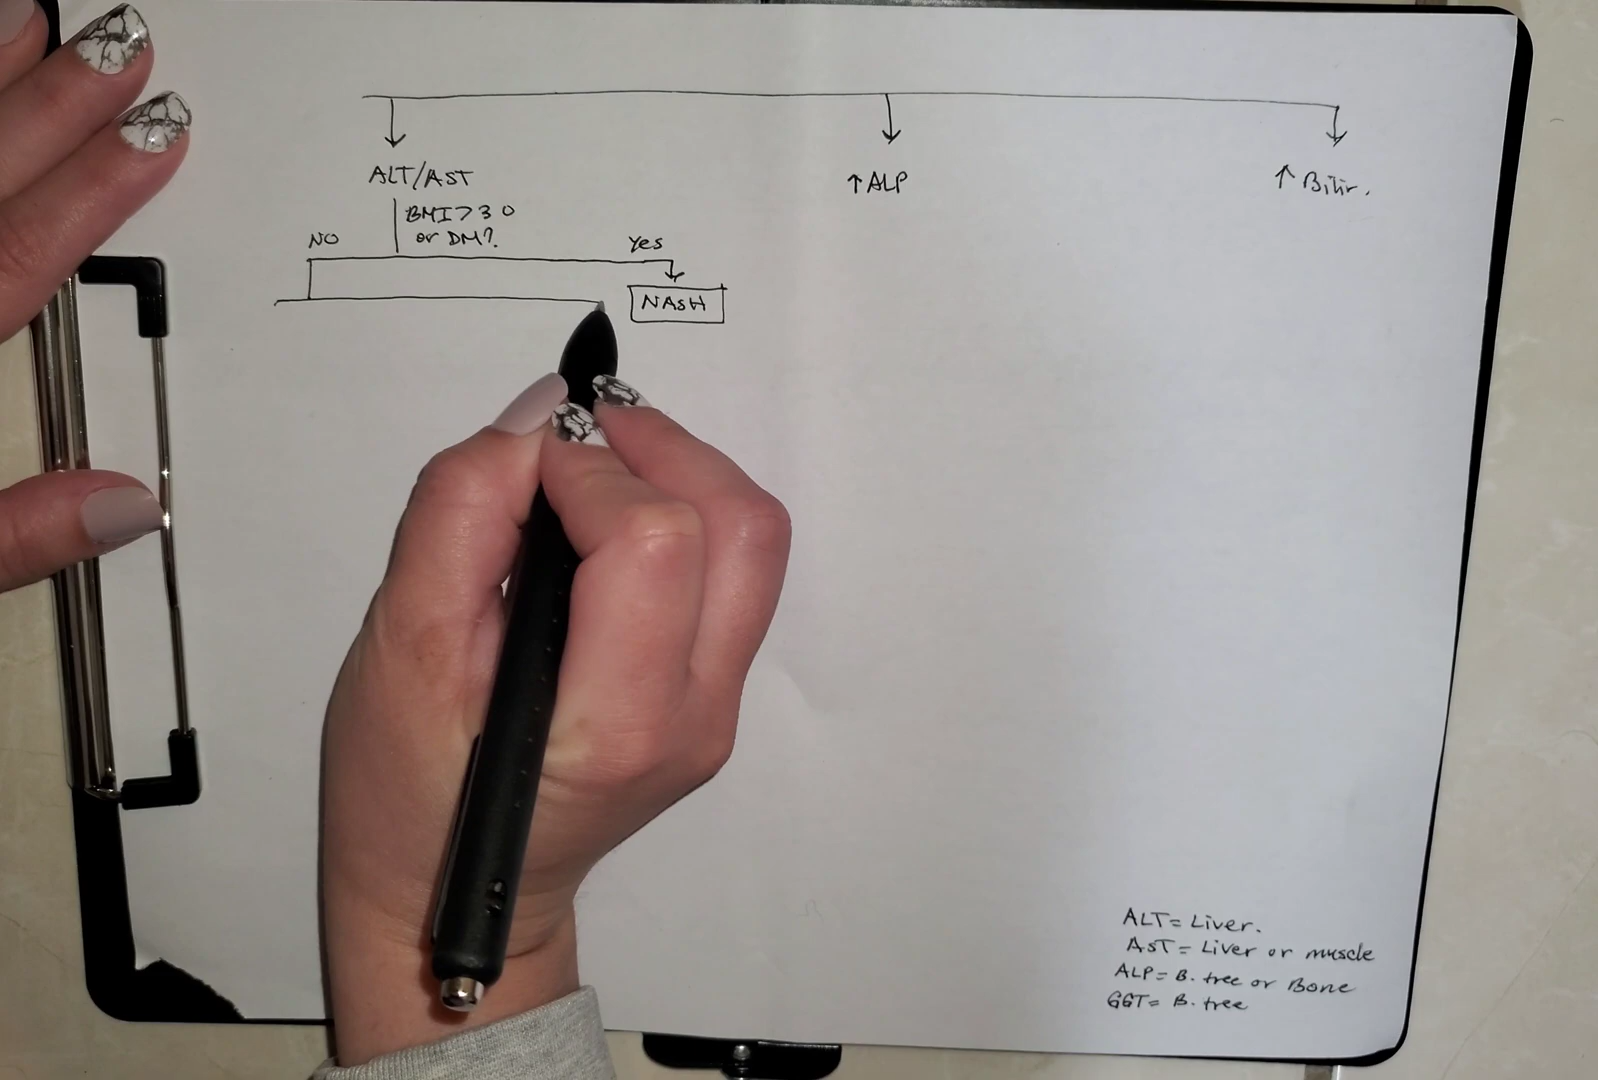 ALT/AST
↑ALP
↑ Bilir.
BMI>30
or DM?
NO
Yes
NASH
ALT= Liver.
AST= Liver or muscle
ALP= B. tree or Bone
GGT= B. tree